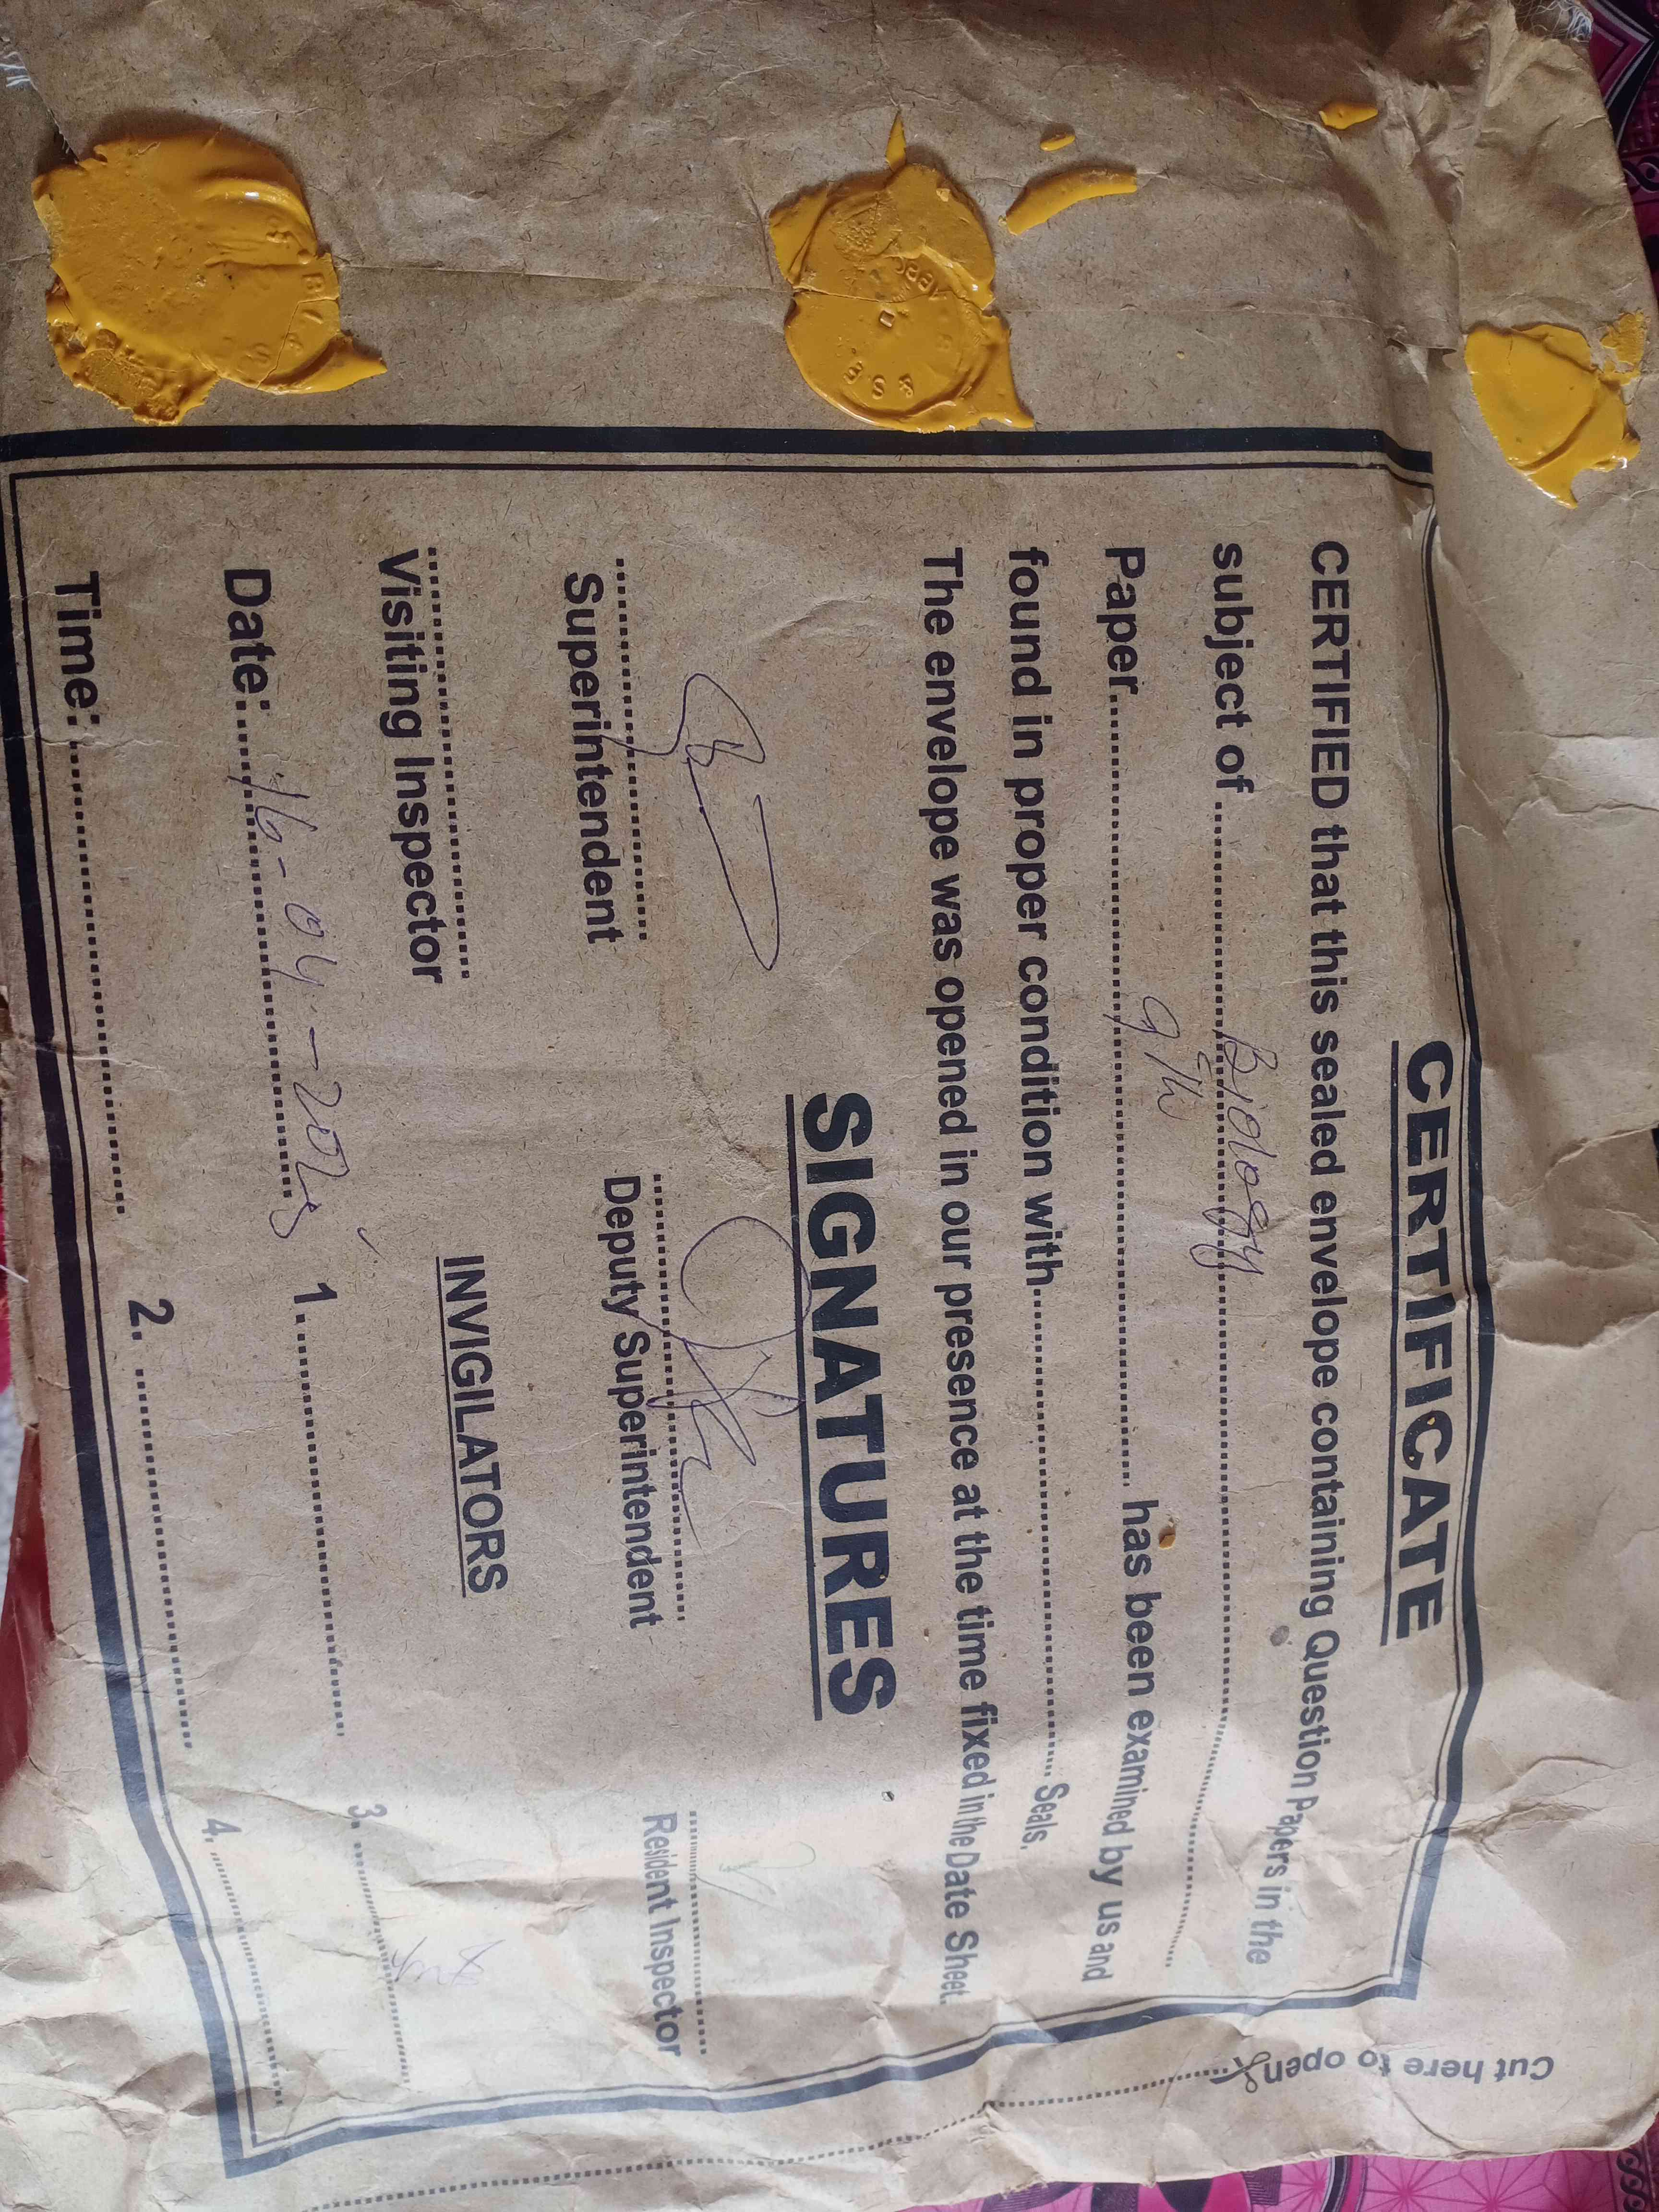 CERTIFICATE
CERTIFIED that this sealed envelope containing Question Papers in the
subject of ........ Biology ........
Paper........ 9th ........ has been examined by us and
found in proper condition with........ Seals.
The envelope was opened in our presence at the time fixed in the Date Sheet.
SIGNATURES
Superintendent
Deputy Superintendent
Resident Inspector
Visiting Inspector
INVIGILATORS
Date:........ 16-04-2025
1.........
3.........
Time:........
2.........
4.........
Cut here to open